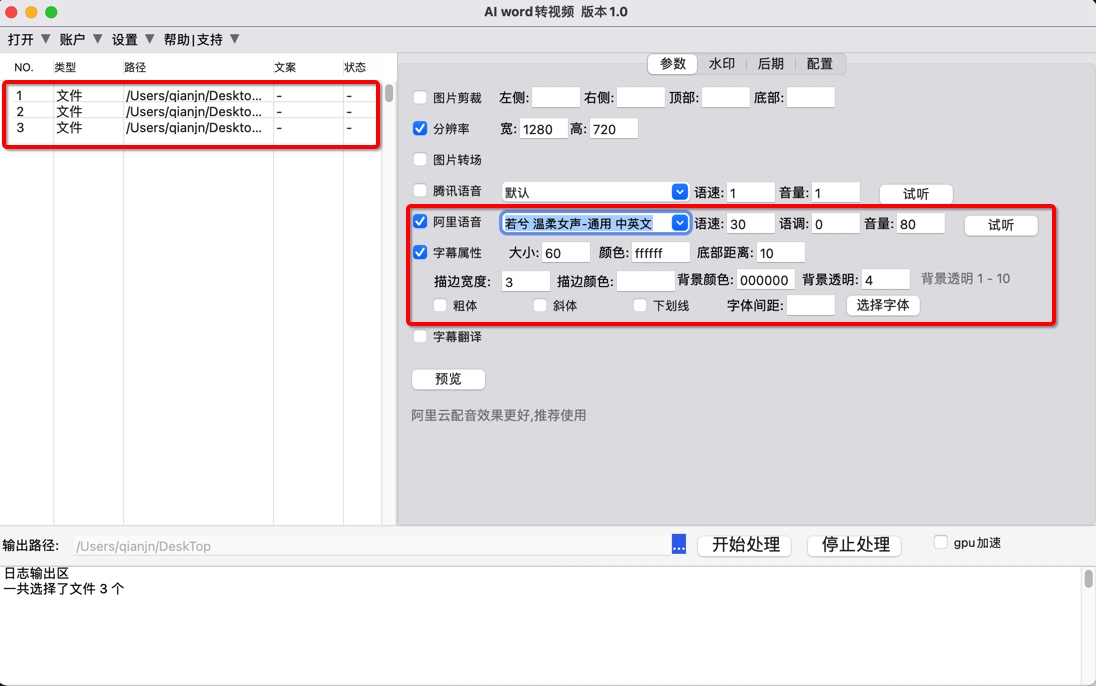 AI word转视频 版本1.0
打开 ▼ 账户 ▼ 设置 ▼ 帮助|支持 ▼
NO. 类型 路径 文案 状态
1 文件 /Users/qianjn/Deskto... - -
2 文件 /Users/qianjn/Deskto... - -
3 文件 /Users/qianjn/Deskto... - -
参数 水印 后期 配置
图片剪裁 左侧: 右侧: 顶部: 底部:
分辨率 宽: 1280 高: 720
图片转场
腾讯语音 默认 语速: 1 音量: 1 试听
阿里语音 若兮 温柔女声-通用 中英文 语速: 30 语调: 0 音量: 80 试听
字幕属性 大小: 60 颜色: ffffff 底部距离: 10
描边宽度: 3 描边颜色: 背景颜色: 000000 背景透明: 4 背景透明 1 - 10
粗体 斜体 下划线 字体间距: 选择字体
字幕翻译
预览
阿里云配音效果更好,推荐使用
输出路径: /Users/qianjn/DeskTop ... 开始处理 停止处理 gpu加速
日志输出区
一共选择了文件 3 个